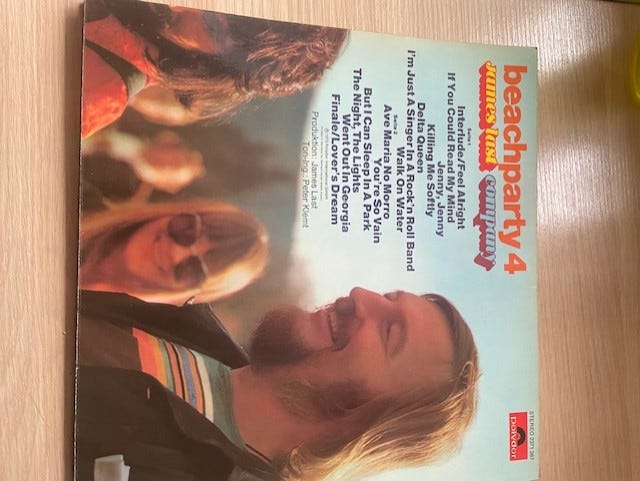 beachparty 4
James last company
Seite 1
Interlude/Feel Alright
If You Could Read My Mind
Jenny, Jenny
Killing Me Softly
Delta Queen
I'm Just A Singer In A Rock'n Roll Band
Walk On Water
Seite 2
Ave Maria No Morro
You're So Vain
But I Can Sleep In A Park
The Night, The Lights
Went Out In Georgia
Finale/Lover's Dream
Produktion: James Last
Ton-Ing.: Peter Klemt
STEREO 2371 367
Polydor